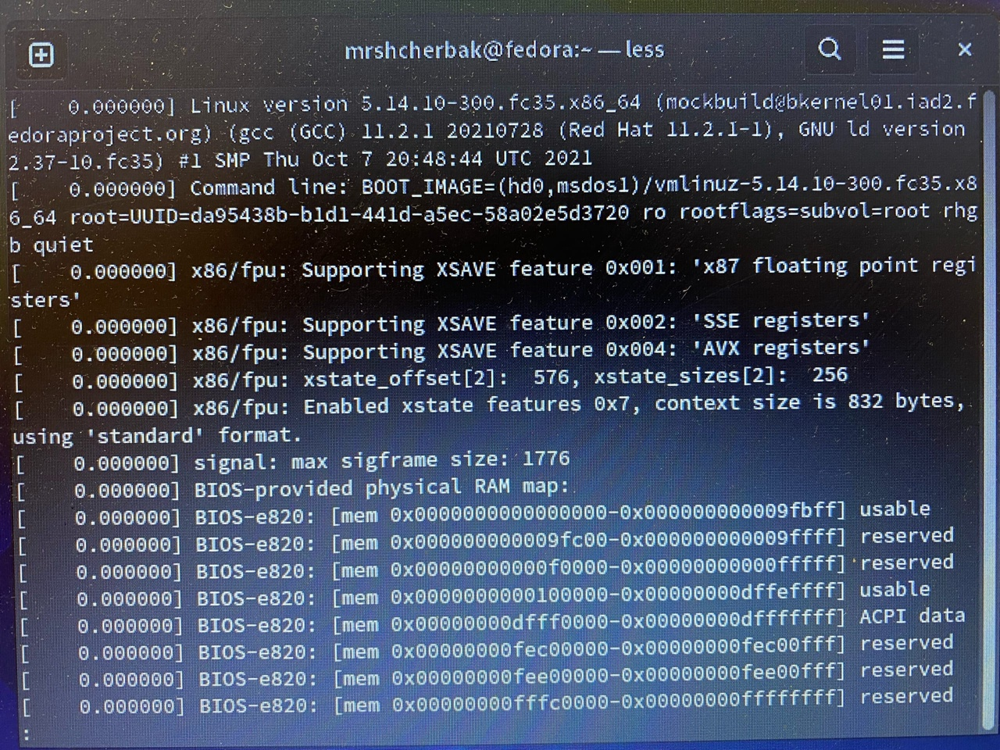 mrshcherbak@fedora:~ — less
[    0.000000] Linux version 5.14.10-300.fc35.x86_64 (mockbuild@bkernel01.iad2.f
edoraproject.org) (gcc (GCC) 11.2.1 20210728 (Red Hat 11.2.1-1), GNU ld version
2.37-10.fc35) #1 SMP Thu Oct 7 20:48:44 UTC 2021
[    0.000000] Command line: BOOT_IMAGE=(hd0,msdos1)/vmlinuz-5.14.10-300.fc35.x8
6_64 root=UUID=da95438b-b1d1-441d-a5ec-58a02e5d3720 ro rootflags=subvol=root rhg
b quiet
[    0.000000] x86/fpu: Supporting XSAVE feature 0x001: 'x87 floating point regi
sters'
[    0.000000] x86/fpu: Supporting XSAVE feature 0x002: 'SSE registers'
[    0.000000] x86/fpu: Supporting XSAVE feature 0x004: 'AVX registers'
[    0.000000] x86/fpu: xstate_offset[2]:  576, xstate_sizes[2]:  256
[    0.000000] x86/fpu: Enabled xstate features 0x7, context size is 832 bytes,
using 'standard' format.
[    0.000000] signal: max sigframe size: 1776
[    0.000000] BIOS-provided physical RAM map:
[    0.000000] BIOS-e820: [mem 0x0000000000000000-0x000000000009fbff] usable
[    0.000000] BIOS-e820: [mem 0x000000000009fc00-0x000000000009ffff] reserved
[    0.000000] BIOS-e820: [mem 0x00000000000f0000-0x00000000000fffff] reserved
[    0.000000] BIOS-e820: [mem 0x0000000000100000-0x00000000dffeffff] usable
[    0.000000] BIOS-e820: [mem 0x00000000dfff0000-0x00000000dfffffff] ACPI data
[    0.000000] BIOS-e820: [mem 0x00000000fec00000-0x00000000fec00fff] reserved
[    0.000000] BIOS-e820: [mem 0x00000000fee00000-0x00000000fee00fff] reserved
[    0.000000] BIOS-e820: [mem 0x00000000fffc0000-0x00000000ffffffff] reserved
: